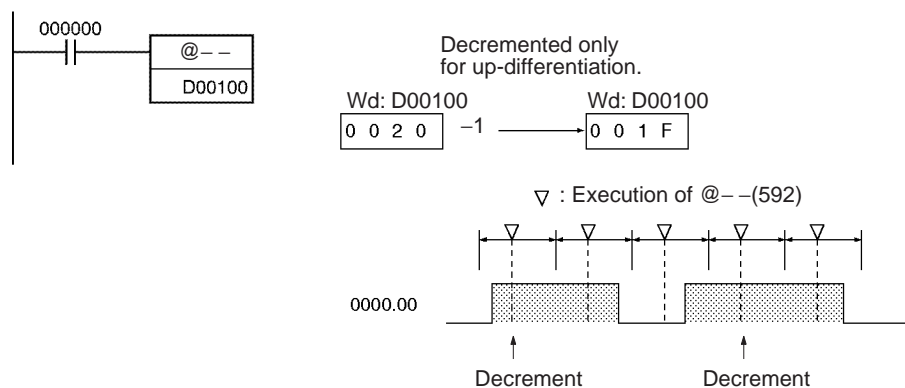 000000
@– –
D00100
Decremented only
for up-differentiation.
Wd: D00100
Wd: D00100
0 0 2 0
–1
0 0 1 F
: Execution of @– –(592)
0000.00
Decrement
Decrement